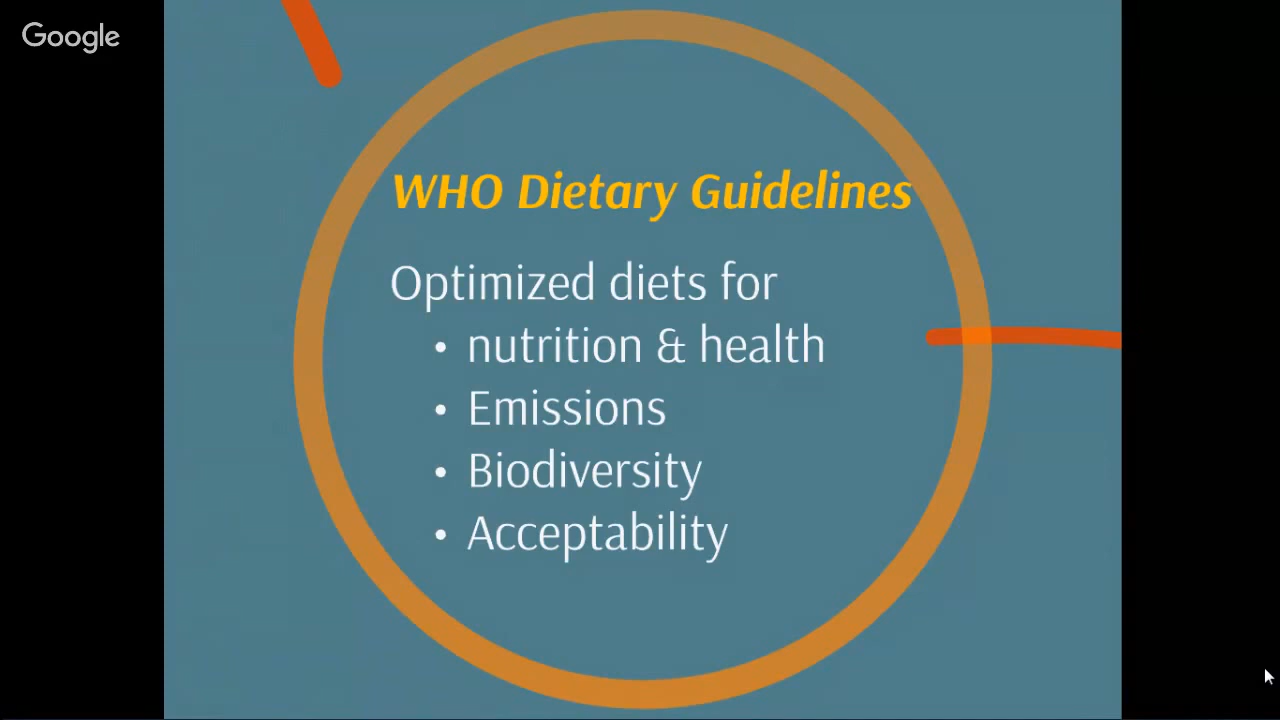 Google
WHO Dietary Guidelines
Optimized diets for
• nutrition & health
• Emissions
• Biodiversity
• Acceptability